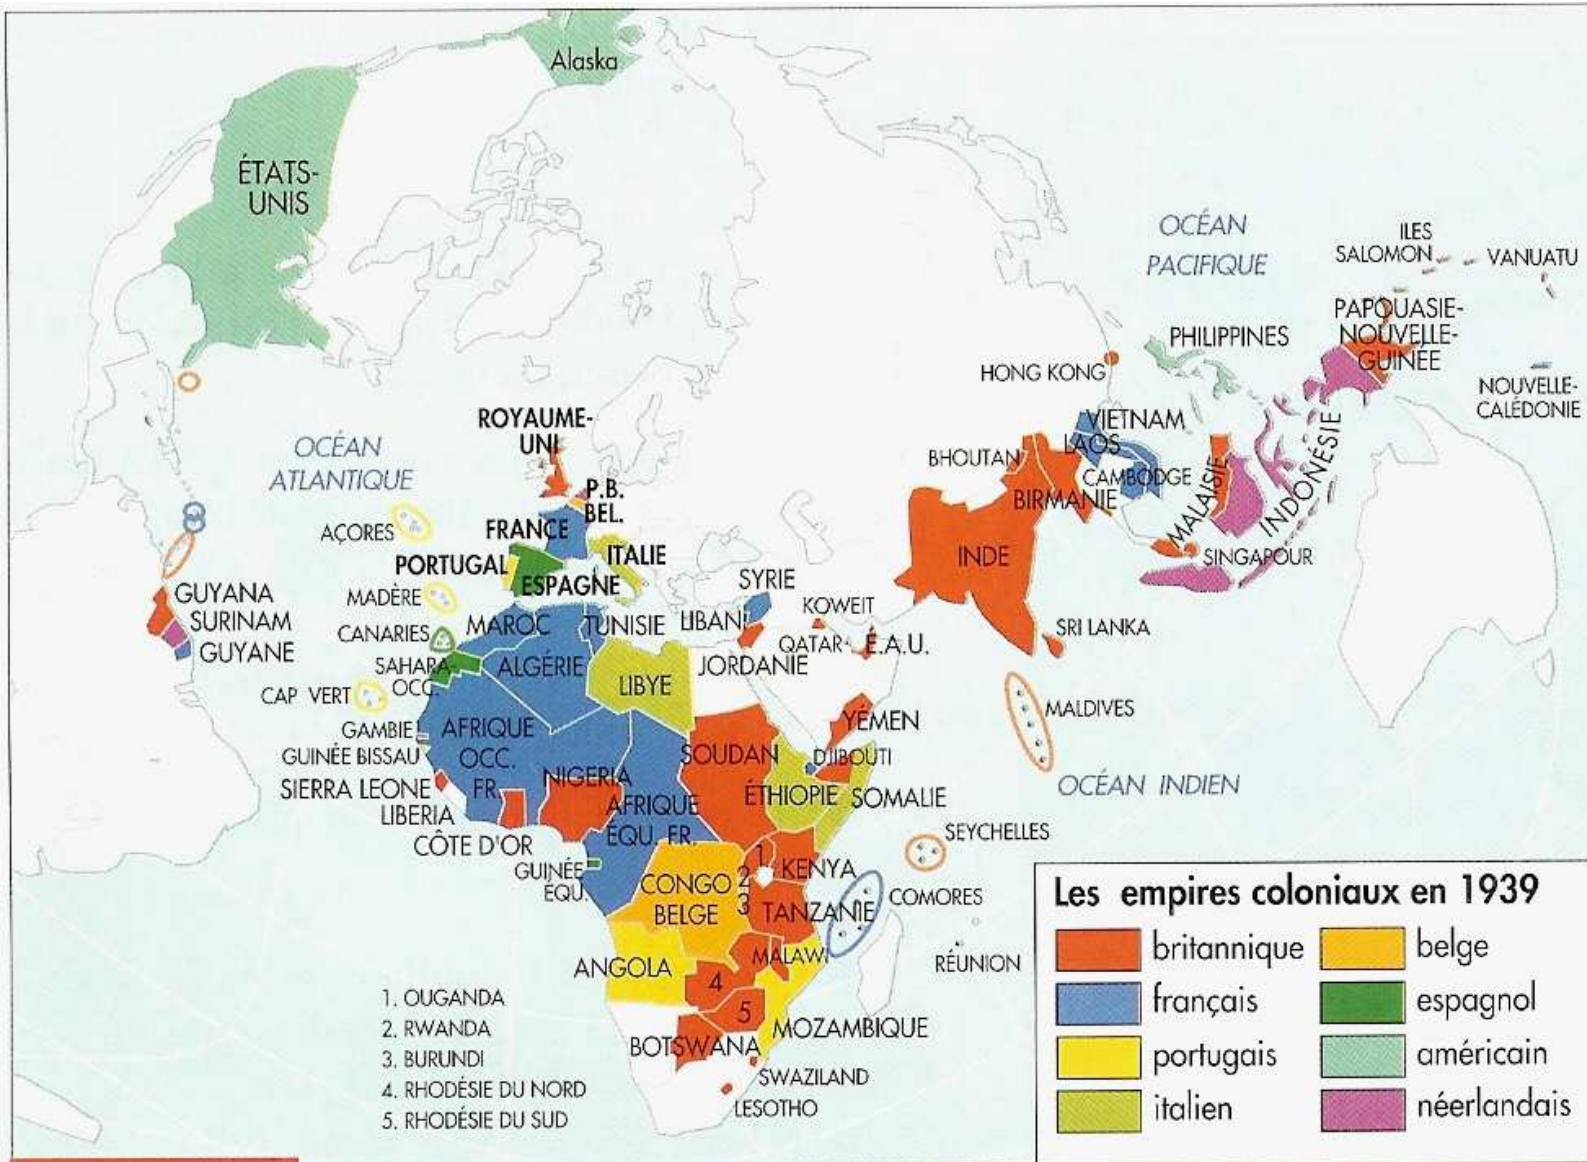 Alaska
ÉTATS-
UNIS
OCÉAN
PACIFIQUE
ILES
SALOMON
VANUATU
PAPOUASIE-
NOUVELLE-
GUINÉE
PHILIPPINES
HONG KONG
NOUVELLE-
CALÉDONIE
ROYAUME-
UNI
OCÉAN
ATLANTIQUE
VIETNAM
LAOS
CAMBODGE
BHOUTAN
BIRMANIE
MALAISIE
INDONÉSIE
SINGAPOUR
INDE
SRI LANKA
P.B.
BEL.
AÇORES
FRANCE
ITALIE
PORTUGAL
ESPAGNE
SYRIE
MADÈRE
KOWEIT
GUYANA
SURINAM
GUYANE
CANARIES
MAROC
TUNISIE
LIBAN
QATAR
É.A.U.
SAHARA-
OCC.
ALGÉRIE
LIBYE
JORDANIE
CAP VERT
MALDIVES
GAMBIE
AFRIQUE
OCC.
FR.
GUINÉE BISSAU
SOUDAN
YÉMEN
DJIBOUTI
SIERRA LEONE
NIGERIA
LIBERIA
AFRIQUE
ÉQU. FR.
ÉTHIOPIE
SOMALIE
OCÉAN INDIEN
CÔTE D'OR
SEYCHELLES
GUINÉE
ÉQU.
CONGO
BELGE
1
2
3
KENYA
TANZANIE
COMORES
ANGOLA
MALAWI
RÉUNION
4
5
MOZAMBIQUE
BOTSWANA
SWAZILAND
LESOTHO
1. OUGANDA
2. RWANDA
3. BURUNDI
4. RHODÉSIE DU NORD
5. RHODÉSIE DU SUD
Les empires coloniaux en 1939
britannique
belge
français
espagnol
portugais
américain
italien
néerlandais